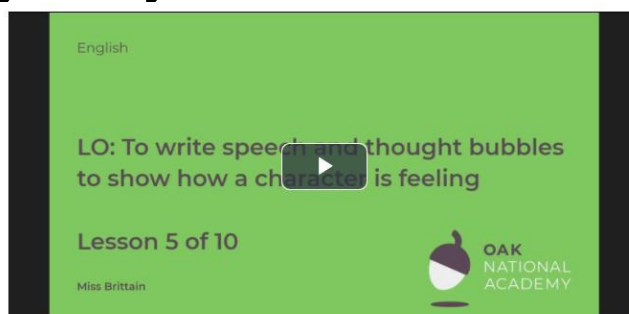 English
LO: To write speech and thought bubbles
to show how a character is feeling
Lesson 5 of 10
Miss Brittain
OAK
NATIONAL
ACADEMY